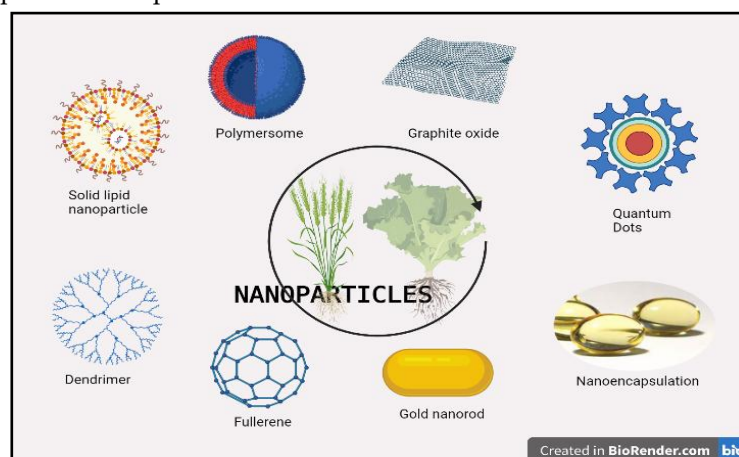 Polymersome
Graphite oxide
Solid lipid
nanoparticle
Quantum
Dots
NANOPARTICLES
Dendrimer
Nanoencapsulation
Fullerene
Gold nanorod
Created in BioRender.com